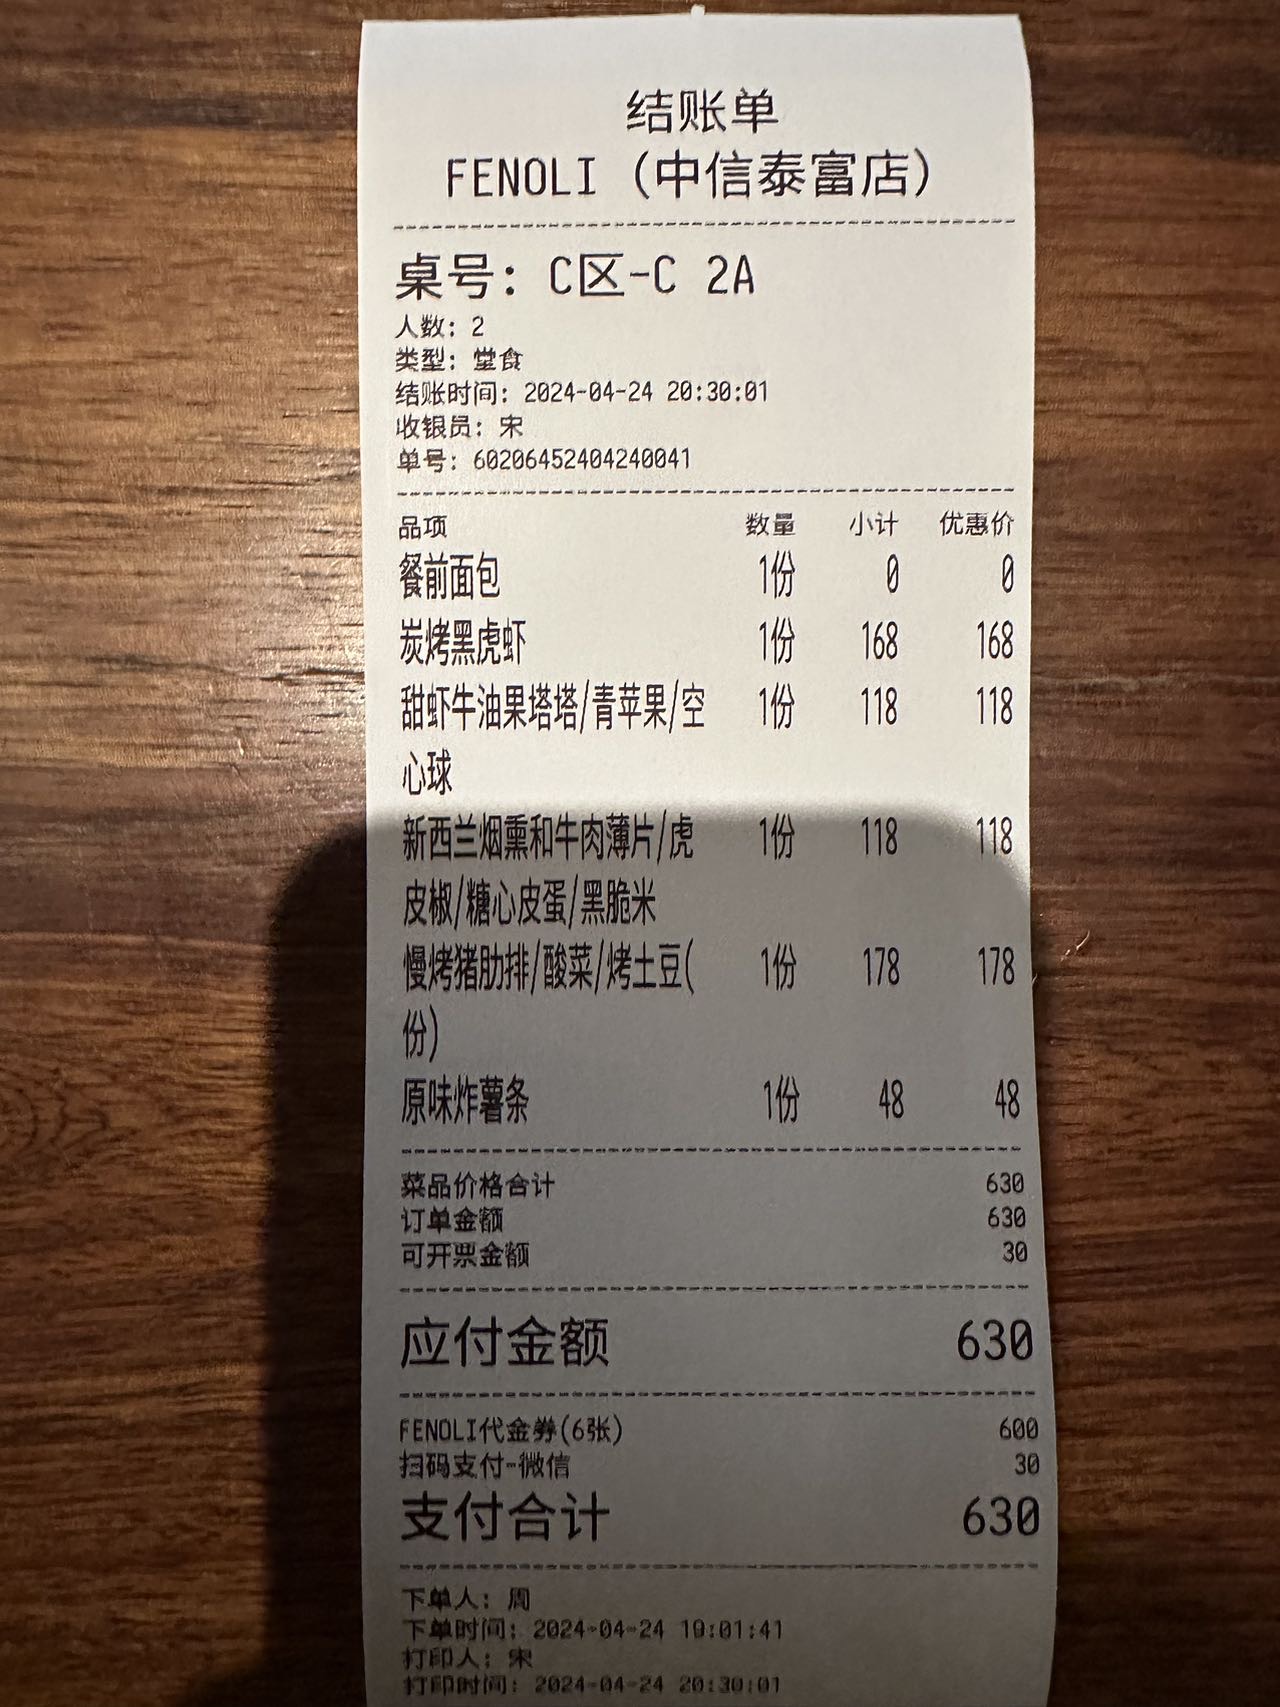 结账单
FENOLI (中信泰富店)
桌号: C区-C 2A
人数: 2
类型: 堂食
结账时间: 2024-04-24 20:30:01
收银员: 宋
单号: 60206452404240041
品项 数量 小计 优惠价
餐前面包 1份 0 0
炭烤黑虎虾 1份 168 168
甜虾牛油果塔塔/青苹果/空 1份 118 118
心球
新西兰烟熏和牛肉薄片/虎 1份 118 118
皮椒/糖心皮蛋/黑脆米
慢烤猪肋排/酸菜/烤土豆( 1份 178 178
份)
原味炸薯条 1份 48 48
菜品价格合计 630
订单金额 630
可开票金额 30
应付金额 630
FENOLI代金券(6张) 600
扫码支付-微信 30
支付合计 630
下单人: 周
下单时间: 2024-04-24 19:01:41
打印人: 宋
打印时间: 2024-04-24 20:30:01